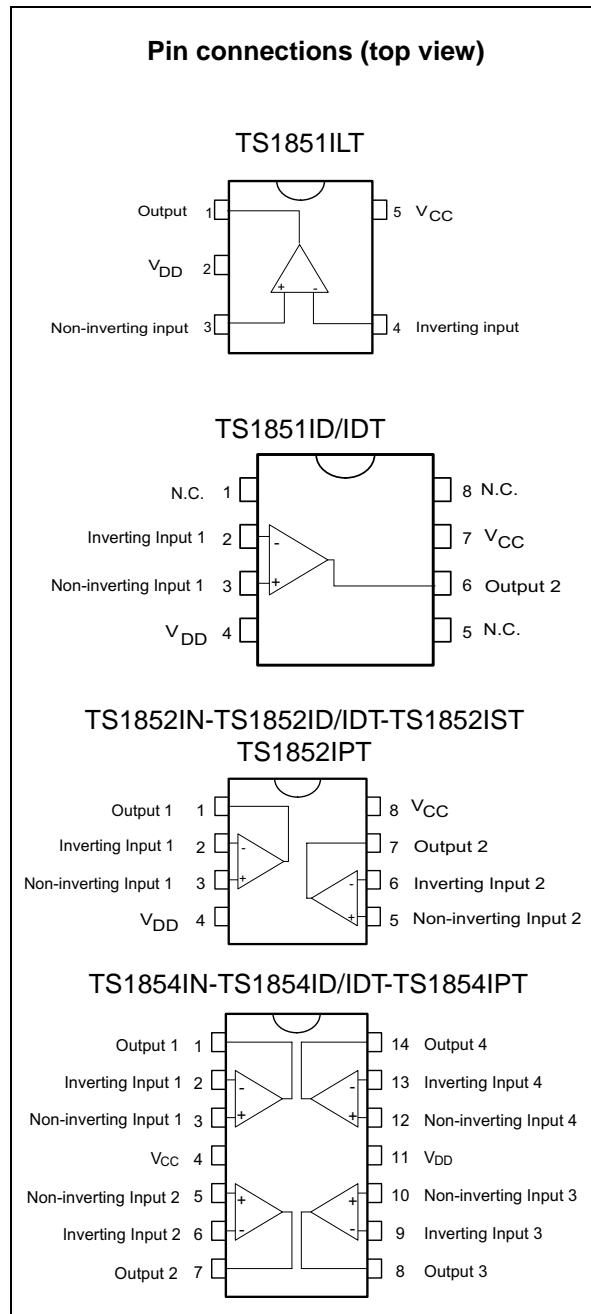 Pin connections (top view)
TS1851ILT
Output 1 5 VCC
VDD 2
+ -
Non-inverting input 3 4 Inverting input
TS1851ID/IDT
N.C. 1 8 N.C.
Inverting Input 1 2 - 7 VCC
Non-inverting Input 1 3 + 6 Output 2
VDD 4 5 N.C.
TS1852IN-TS1852ID/IDT-TS1852IST
TS1852IPT
Output 1 1 8 VCC
Inverting Input 1 2 - 7 Output 2
Non-inverting Input 1 3 + - 6 Inverting Input 2
VDD 4 + 5 Non-inverting Input 2
TS1854IN-TS1854ID/IDT-TS1854IPT
Output 1 1 14 Output 4
Inverting Input 1 2 - - 13 Inverting Input 4
Non-inverting Input 1 3 + + 12 Non-inverting Input 4
VCC 4 11 VDD
Non-inverting Input 2 5 + + 10 Non-inverting Input 3
Inverting Input 2 6 - - 9 Inverting Input 3
Output 2 7 8 Output 3